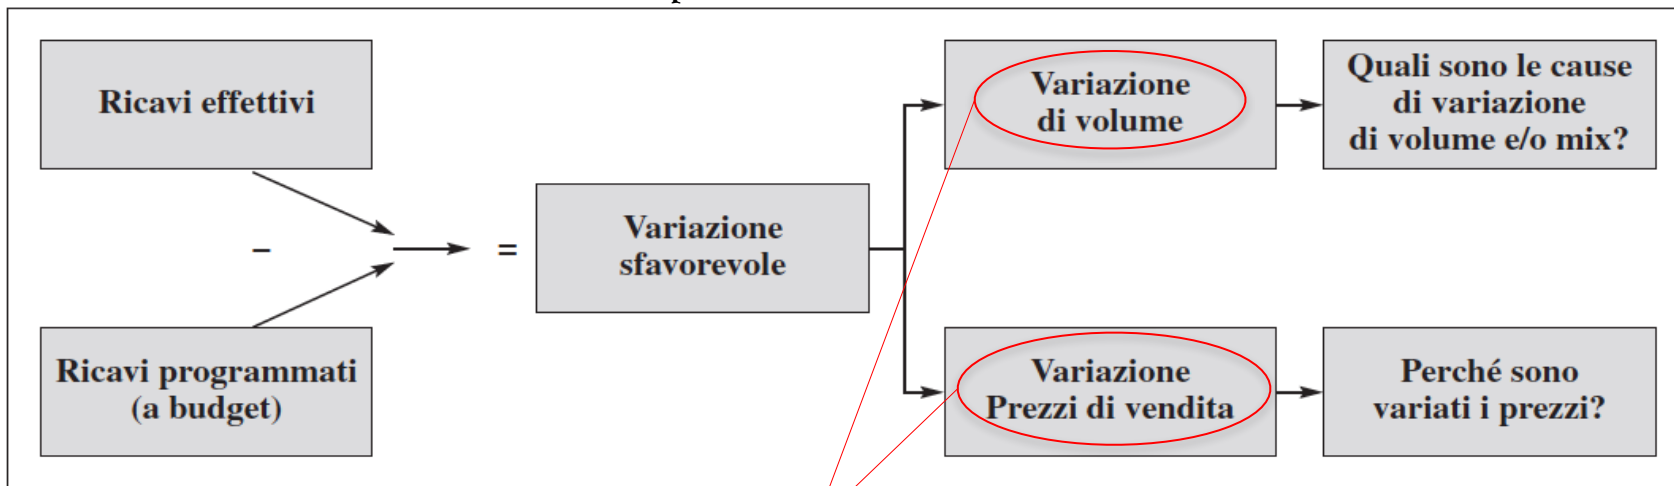 Ricavi effettivi
–
Ricavi programmati
(a budget)
=
Variazione
sfavorevole
Variazione
di volume
Quali sono le cause
di variazione
di volume e/o mix?
Variazione
Prezzi di vendita
Perché sono
variati i prezzi?